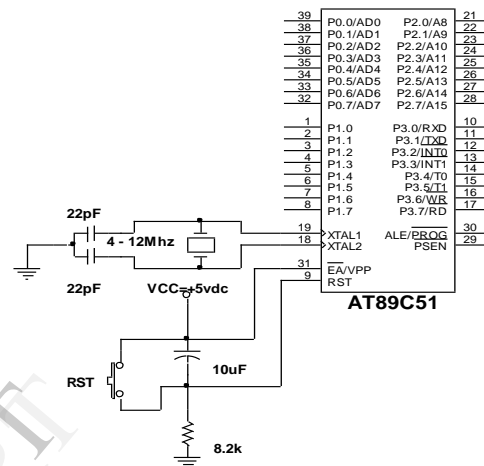 39 P0.0/AD0 P2.0/A8 21
38 P0.1/AD1 P2.1/A9 22
37 P0.2/AD2 P2.2/A10 23
36 P0.3/AD3 P2.3/A11 24
35 P0.4/AD4 P2.4/A12 25
34 P0.5/AD5 P2.5/A13 26
33 P0.6/AD6 P2.6/A14 27
32 P0.7/AD7 P2.7/A15 28
1 P1.0 P3.0/RXD 10
2 P1.1 P3.1/TXD 11
3 P1.2 P3.2/INT0 12
4 P1.3 P3.3/INT1 13
5 P1.4 P3.4/T0 14
6 P1.5 P3.5/T1 15
7 P1.6 P3.6/WR 16
8 P1.7 P3.7/RD 17
22pF 4 - 12Mhz 19 XTAL1 ALE/PROG 30
18 XTAL2 PSEN 29
22pF VCC=+5vdc 31 EA/VPP
9 RST
AT89C51
10uF
RST
8.2k